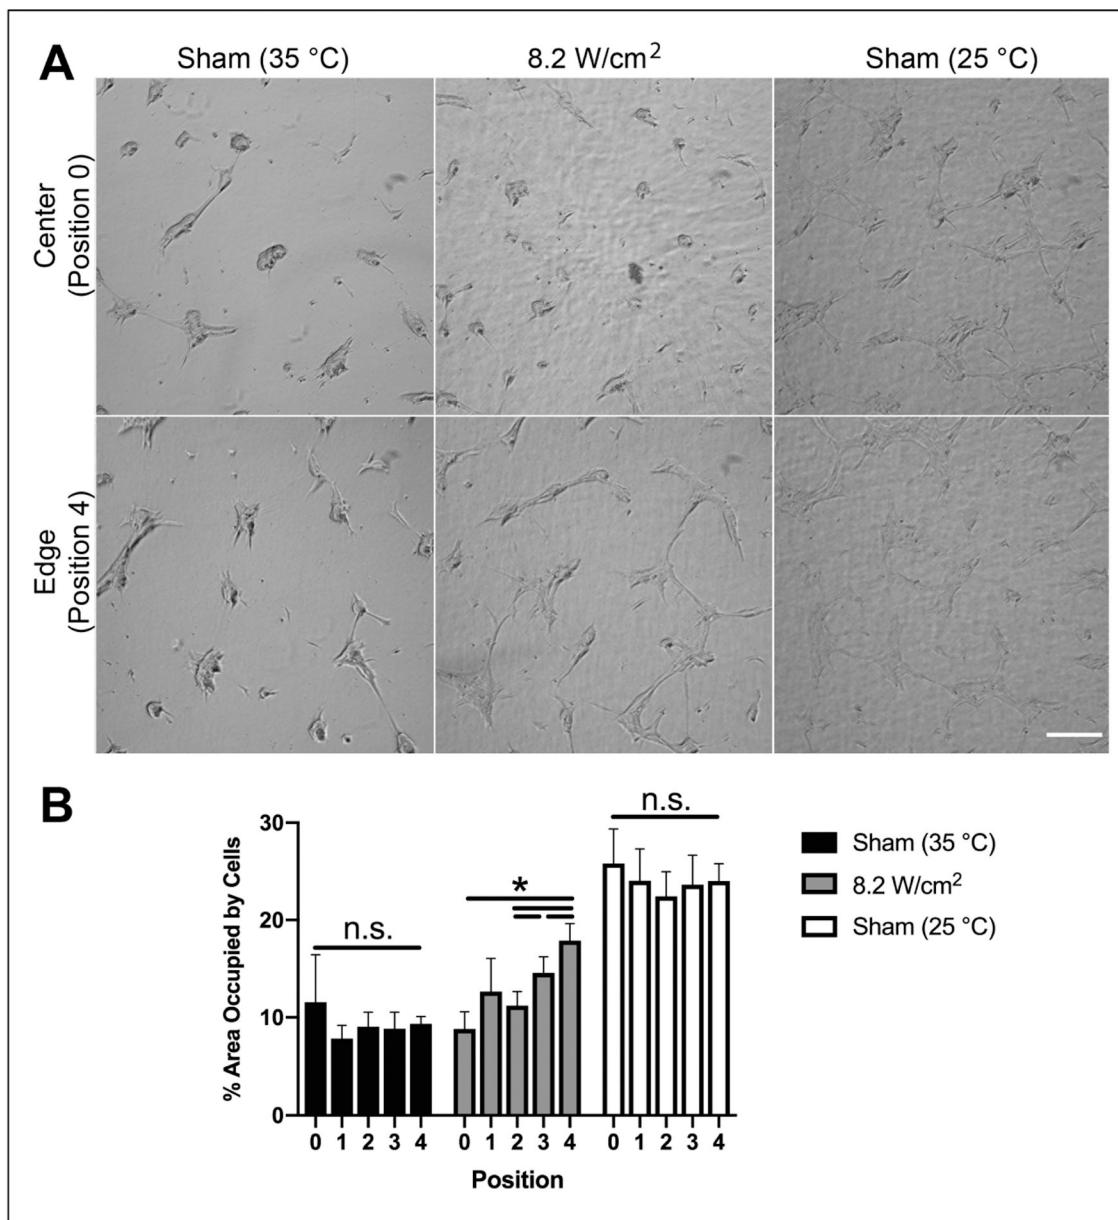 A
Sham (35 °C)
8.2 W/cm²
Sham (25 °C)
Center
(Position 0)
Edge
(Position 4)
B
% Area Occupied by Cells
30
20
10
0
n.s.
*
n.s.
0 1 2 3 4
0 1 2 3 4
0 1 2 3 4
Position
Sham (35 °C)
8.2 W/cm²
Sham (25 °C)